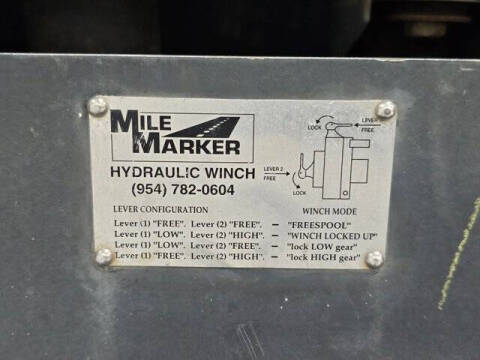 MILE
MARKER
HYDRAULIC WINCH
(954) 782-0604
LOCK
LEVER
FREE
LEVER 2
FREE
LOCK
LEVER CONFIGURATION WINCH MODE
Lever (1) "FREE". Lever (2) "FREE". – "FREESPOOL"
Lever (1) "LOW". Lever (2) "HIGH". – "WINCH LOCKED UP"
Lever (1) "LOW". Lever (2) "FREE". – "lock LOW gear"
Lever (1) "FREE". Lever (2) "HIGH". – "lock HIGH gear"